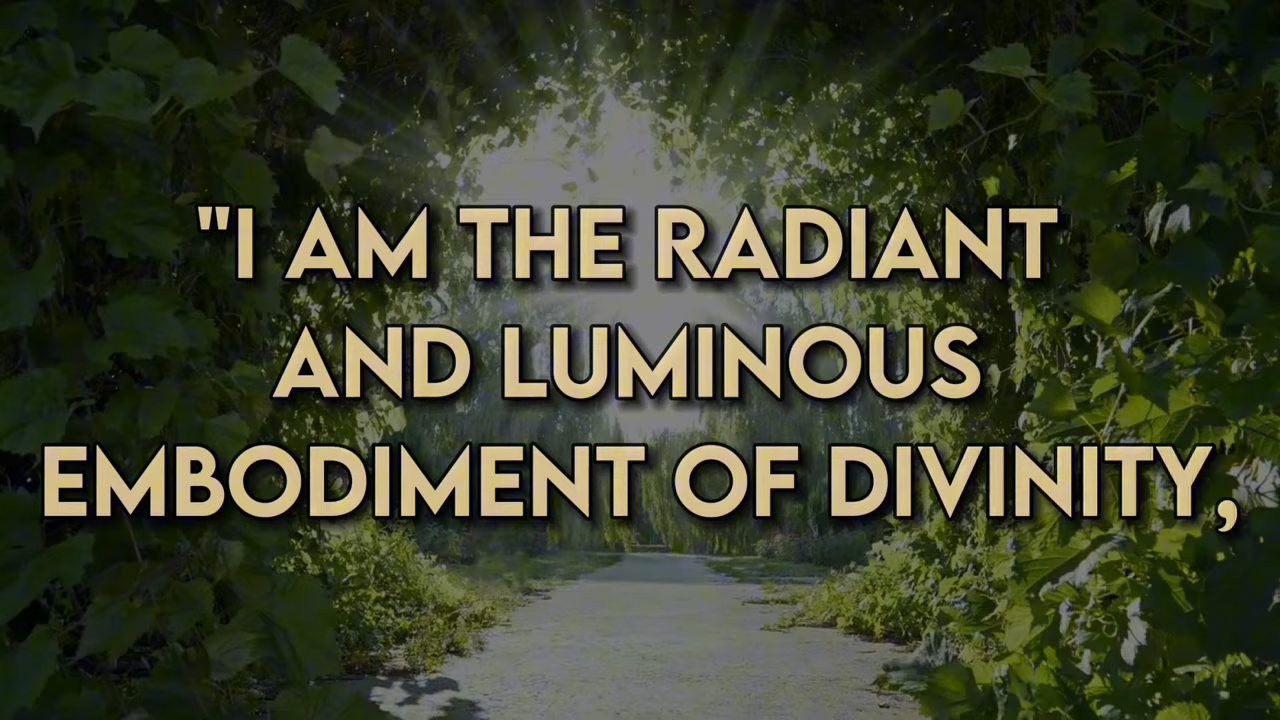 "I AM THE RADIANT
AND LUMINOUS
EMBODIMENT OF DIVINITY,